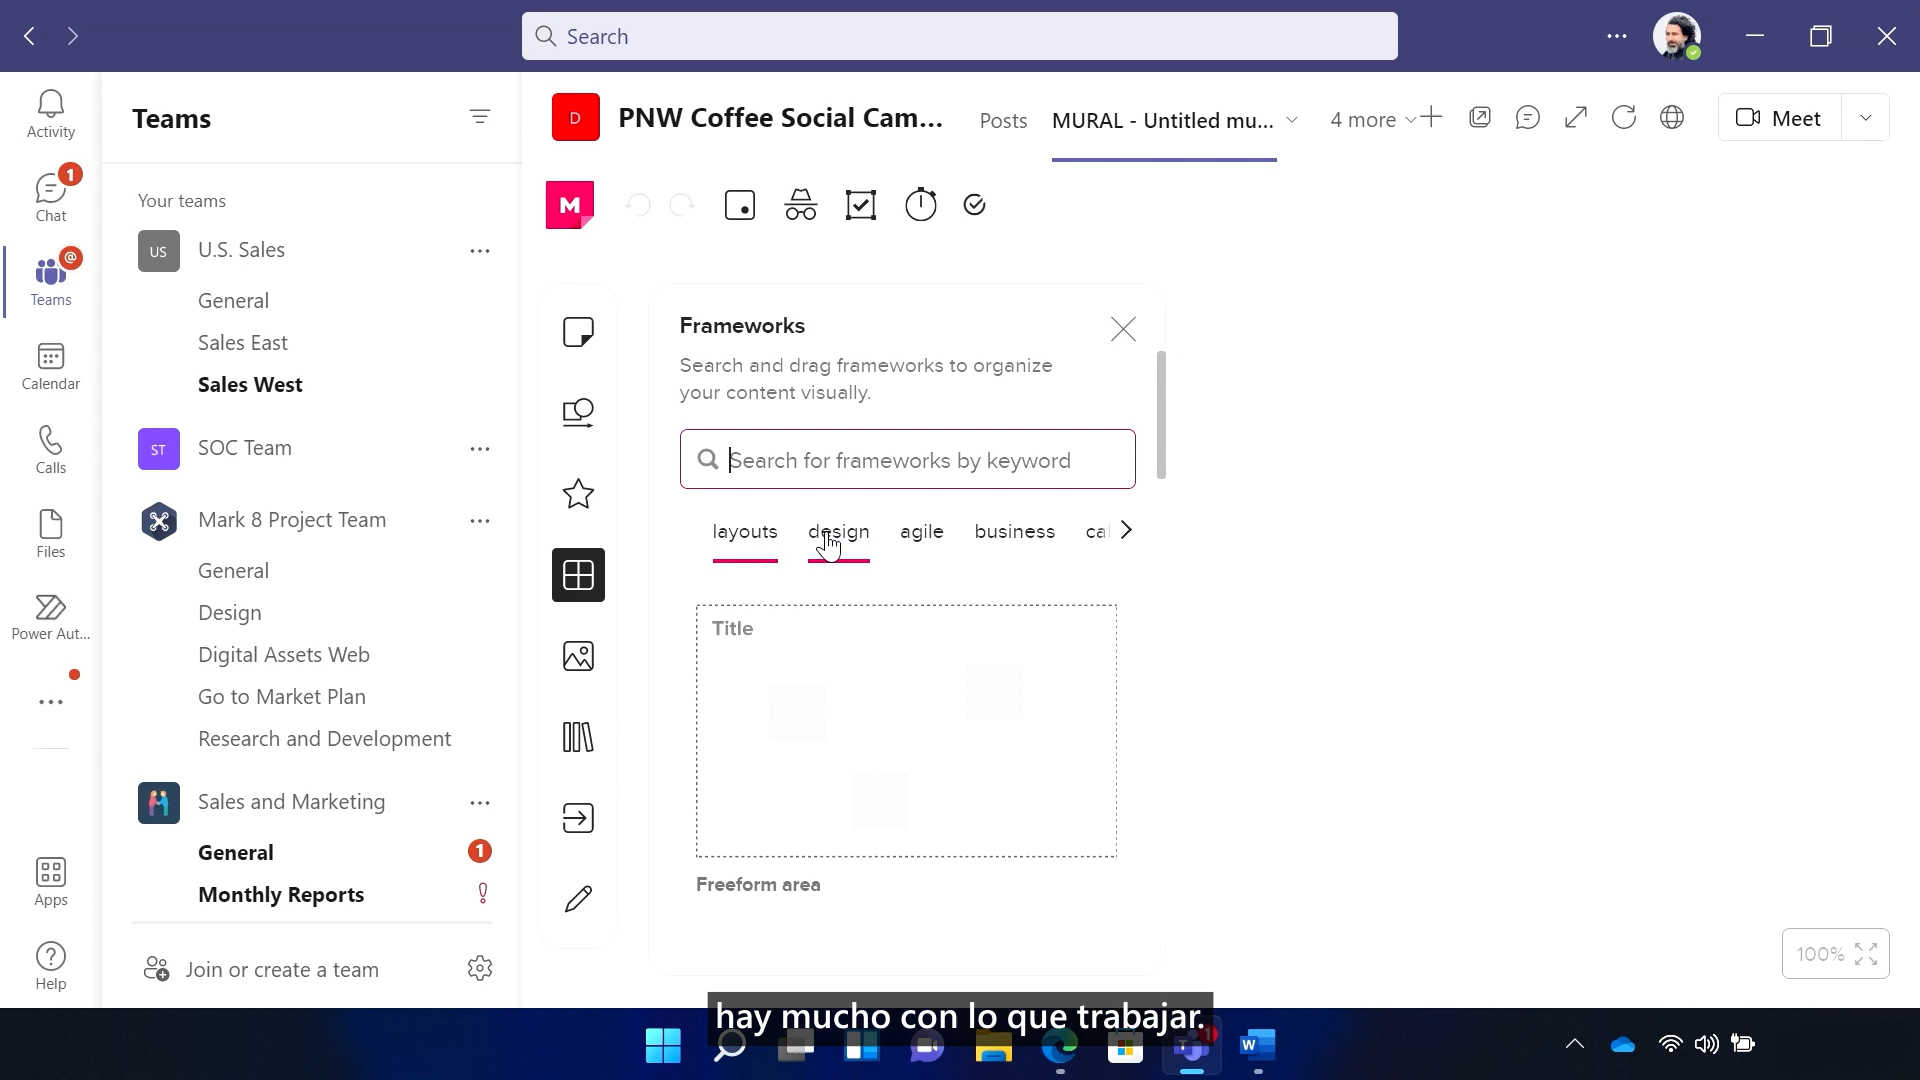 Search
Activity
Chat
1
Teams
@
Calendar
Calls
Files
Power Aut...
Apps
Help
Teams
Your teams
US
U.S. Sales
General
Sales East
Sales West
ST
SOC Team
Mark 8 Project Team
General
Design
Digital Assets Web
Go to Market Plan
Research and Development
Sales and Marketing
General
1
Monthly Reports
Join or create a team
D
PNW Coffee Social Cam...
Posts
MURAL - Untitled mu...
4 more
Meet
M
Frameworks
Search and drag frameworks to organize
your content visually.
Search for frameworks by keyword
layouts
design
agile
business
Title
Freeform area
100%
hay mucho con lo que trabajar.
T
1
W